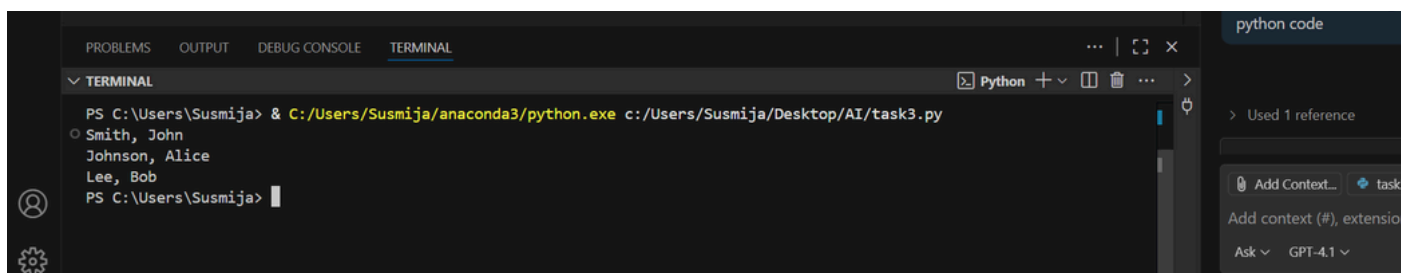 python code
PROBLEMS OUTPUT DEBUG CONSOLE TERMINAL
TERMINAL
Python
PS C:\Users\Susmija> & C:/Users/Susmija/anaconda3/python.exe c:/Users/Susmija/Desktop/AI/task3.py
Smith, John
Johnson, Alice
Lee, Bob
PS C:\Users\Susmija>
Used 1 reference
Add Context... task
Add context (#), extensio
Ask GPT-4.1